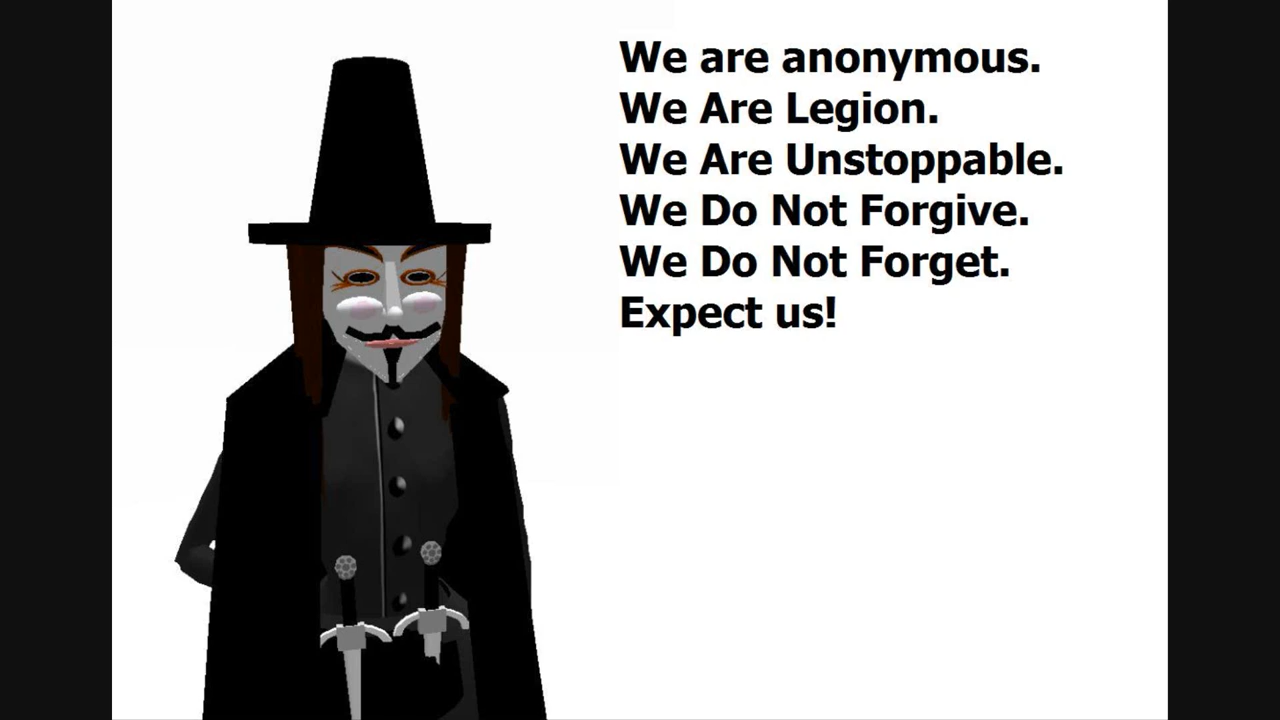 We are anonymous.
We Are Legion.
We Are Unstoppable.
We Do Not Forgive.
We Do Not Forget.
Expect us!